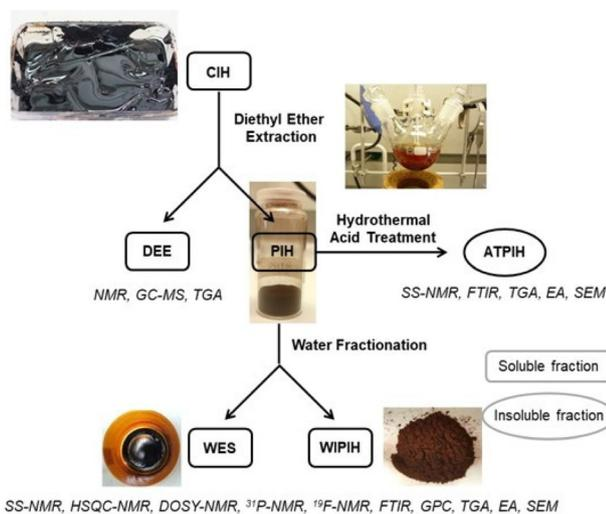 CIH
Diethyl Ether
Extraction
DEE
PIH
Hydrothermal
Acid Treatment
ATPIH
NMR, GC-MS, TGA
SS-NMR, FTIR, TGA, EA, SEM
Water Fractionation
Soluble fraction
Insoluble fraction
WES
WIPIH
SS-NMR, HSQC-NMR, DOSY-NMR, ³¹P-NMR, ¹⁹F-NMR, FTIR, GPC, TGA, EA, SEM